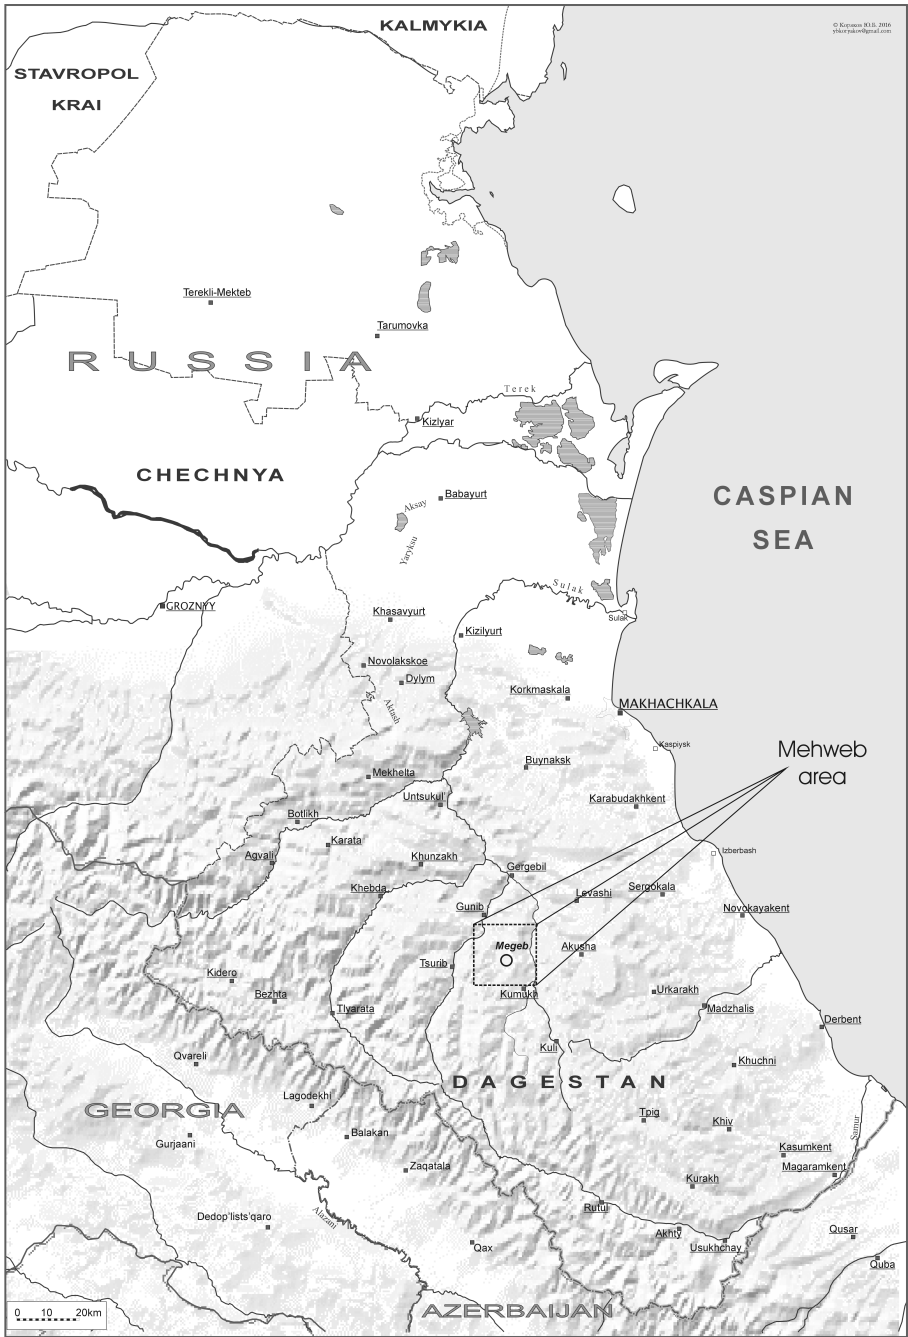 KALMYKIA
© Коряков Ю.Б. 2016
ybkoryakov@gmail.com
STAVROPOL
KRAI
Terekli-Mekteb
Tarumovka
RUSSIA
Terek
Kizlyar
CHECHNYA
Babayurt
CASPIAN
SEA
Aksay
Yaryksu
Sulak
GROZNYY
Khasavyurt
Sulak
Kizilyurt
Novolakskoe
Dylym
Korkmaskala
MAKHACHKALA
Aktash
Kaspiysk
Mehweb
area
Buynaksk
Mekhelta
Untsukul'
Karabudakhkent
Botlikh
Karata
Izberbash
Agvali
Khunzakh
Gergebil
Khebda
Levashi
Sergokala
Gunib
Novokayakent
Megeb
Akusha
Tsurib
Kidero
Bezhta
Kumukh
Urkarakh
Tlyarata
Madzhalis
Derbent
Kuli
Qvareli
Khuchni
DAGESTAN
Lagodekhi
GEORGIA
Tpig
Khiv
Samur
Balakan
Gurjaani
Kasumkent
Zaqatala
Magaramkent
Kurakh
Rutul
Dedop'lists'qaro
Alazani
Akhty
Qusar
Qax
Usukhchay
Quba
0 10 20km
AZERBAIJAN